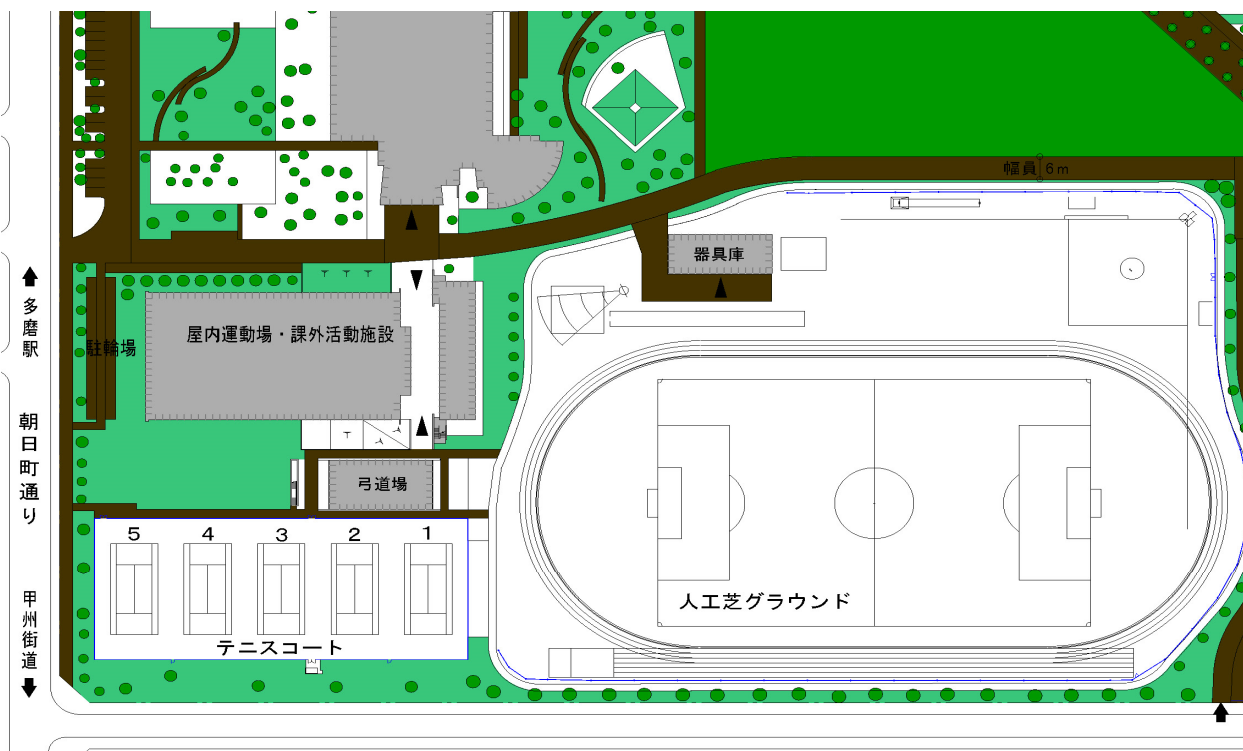 幅員 6m
器具庫
多磨駅
屋内運動場・課外活動施設
駐輪場
朝日町通り
弓道場
5 4 3 2 1
甲州街道
人工芝グラウンド
テニスコート